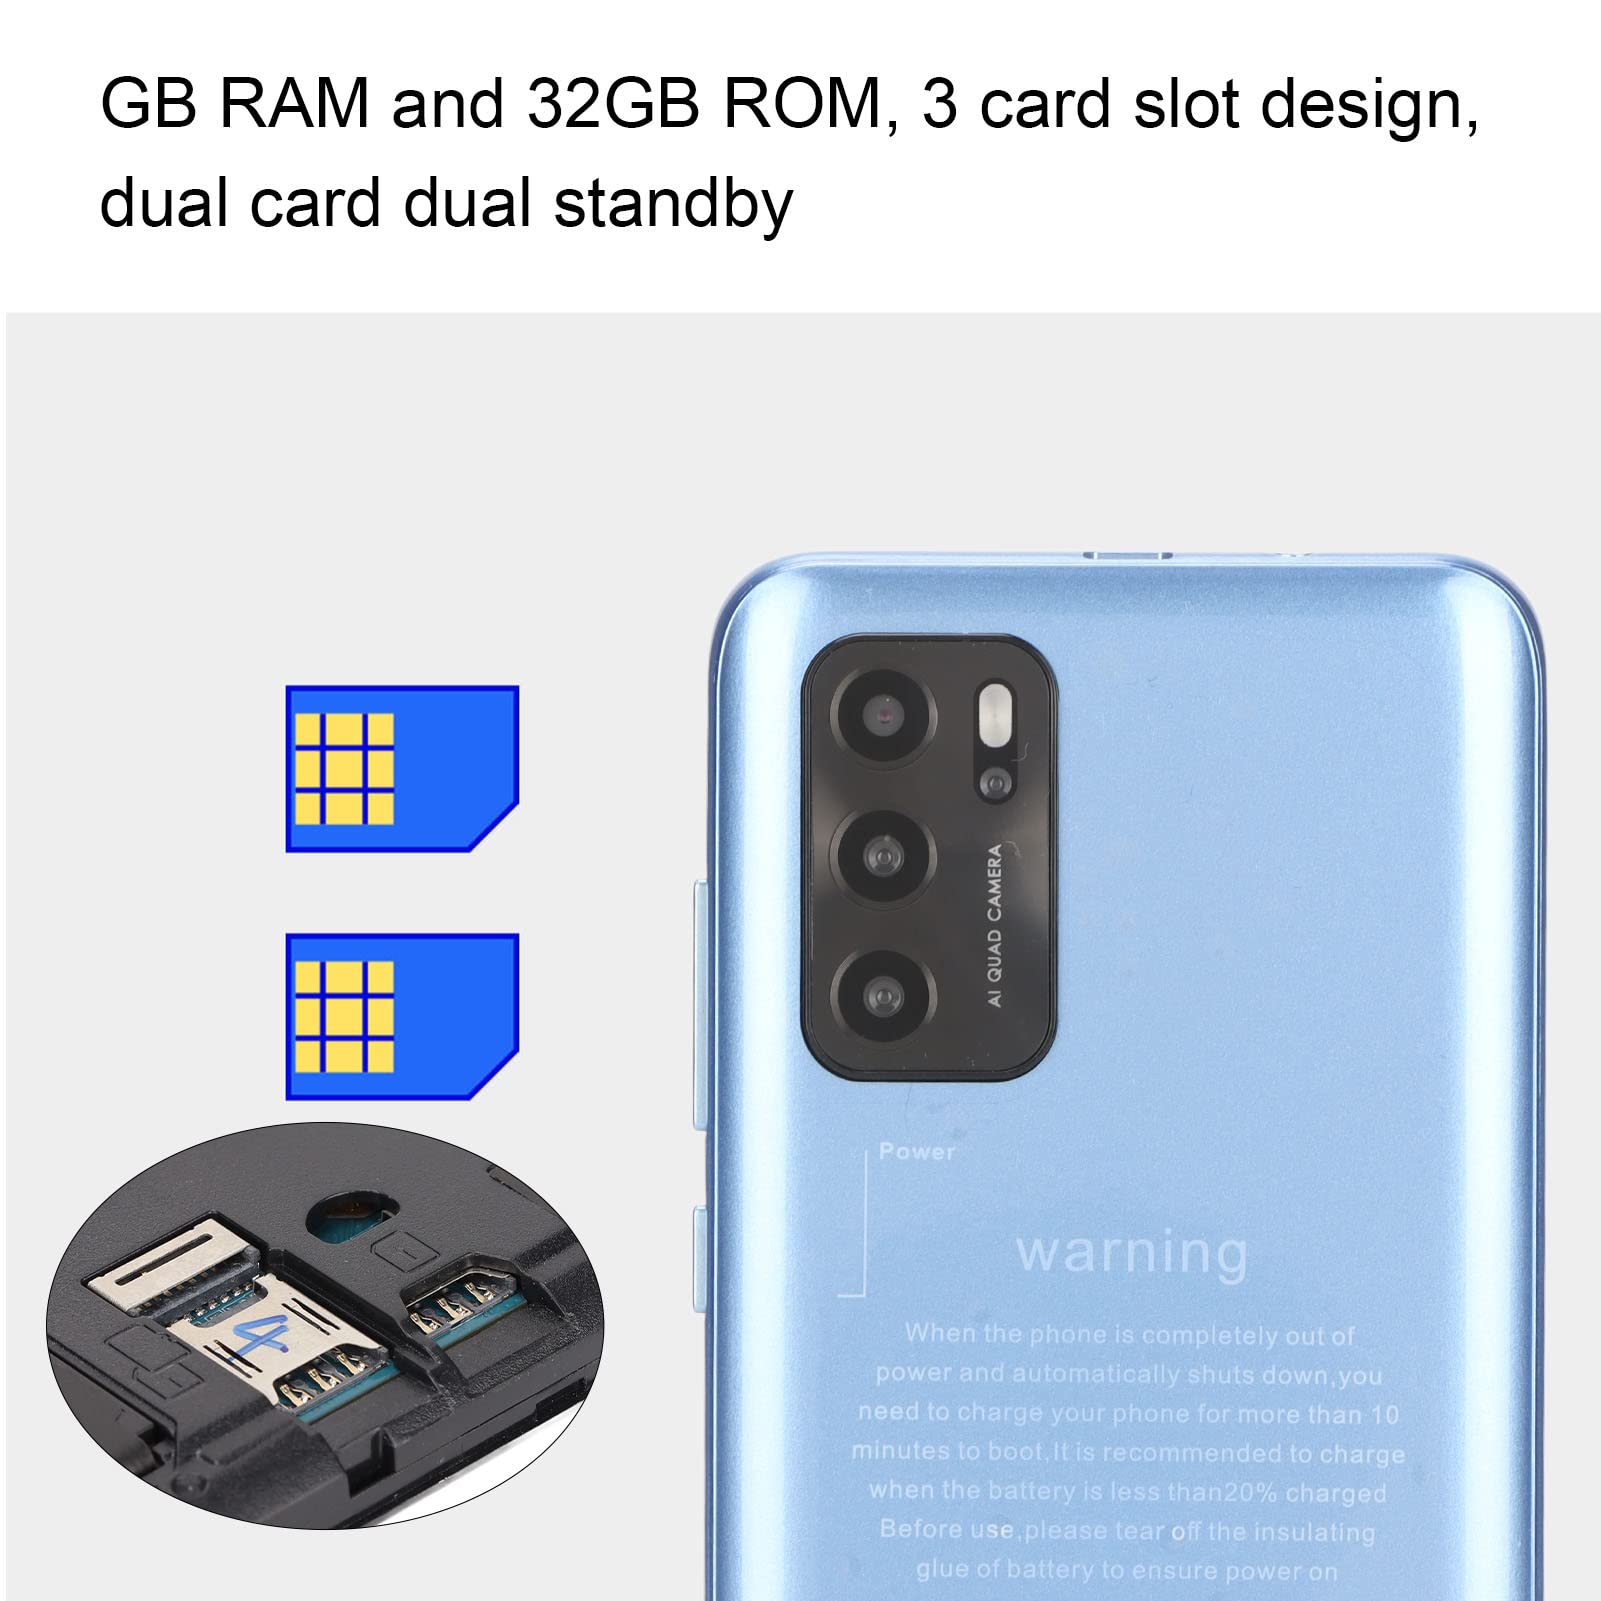 GB RAM and 32GB ROM, 3 card slot design,
dual card dual standby
AI QUAD CAMERA
4
Power
warning
When the phone is completely out of
power and automatically shuts down,you
need to charge your phone for more than 10
minutes to boot.It is recommended to charge
when the battery is less than20% charged
Before use,please tear off the insulating
glue of battery to ensure power on